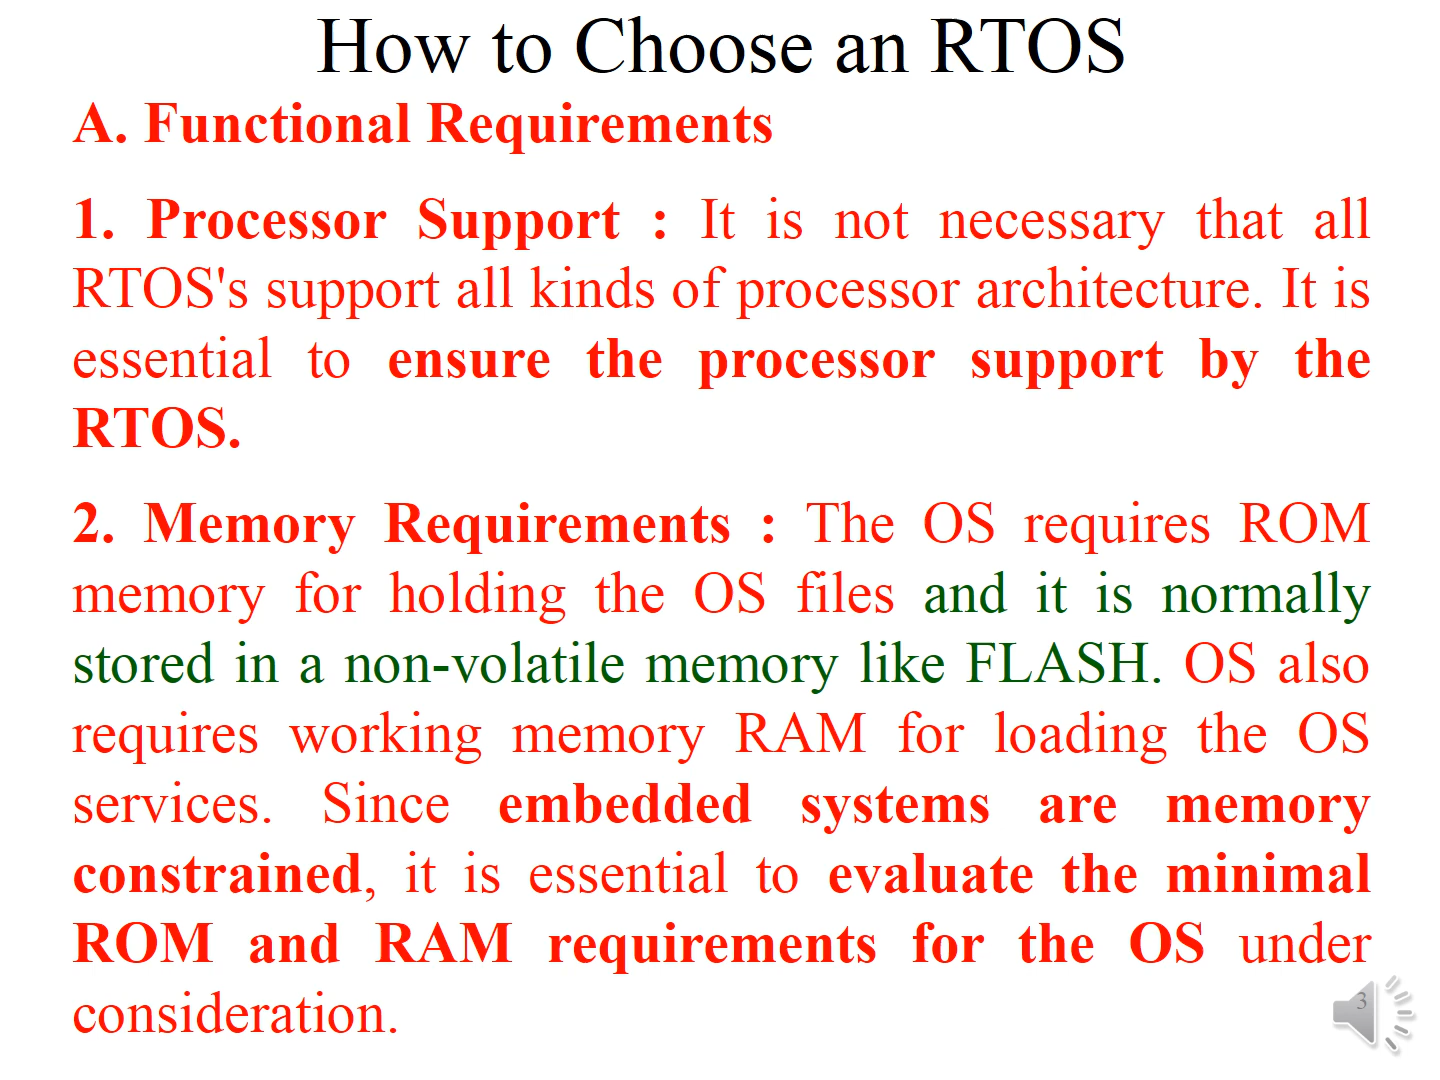 How to Choose an RTOS
A. Functional Requirements
1. Processor Support : It is not necessary that all
RTOS's support all kinds of processor architecture. It is
essential to ensure the processor support by the
RTOS.
2. Memory Requirements : The OS requires ROM
memory for holding the OS files and it is normally
stored in a non-volatile memory like FLASH. OS also
requires working memory RAM for loading the OS
services. Since embedded systems are memory
constrained, it is essential to evaluate the minimal
ROM and RAM requirements for the OS under
consideration.
3